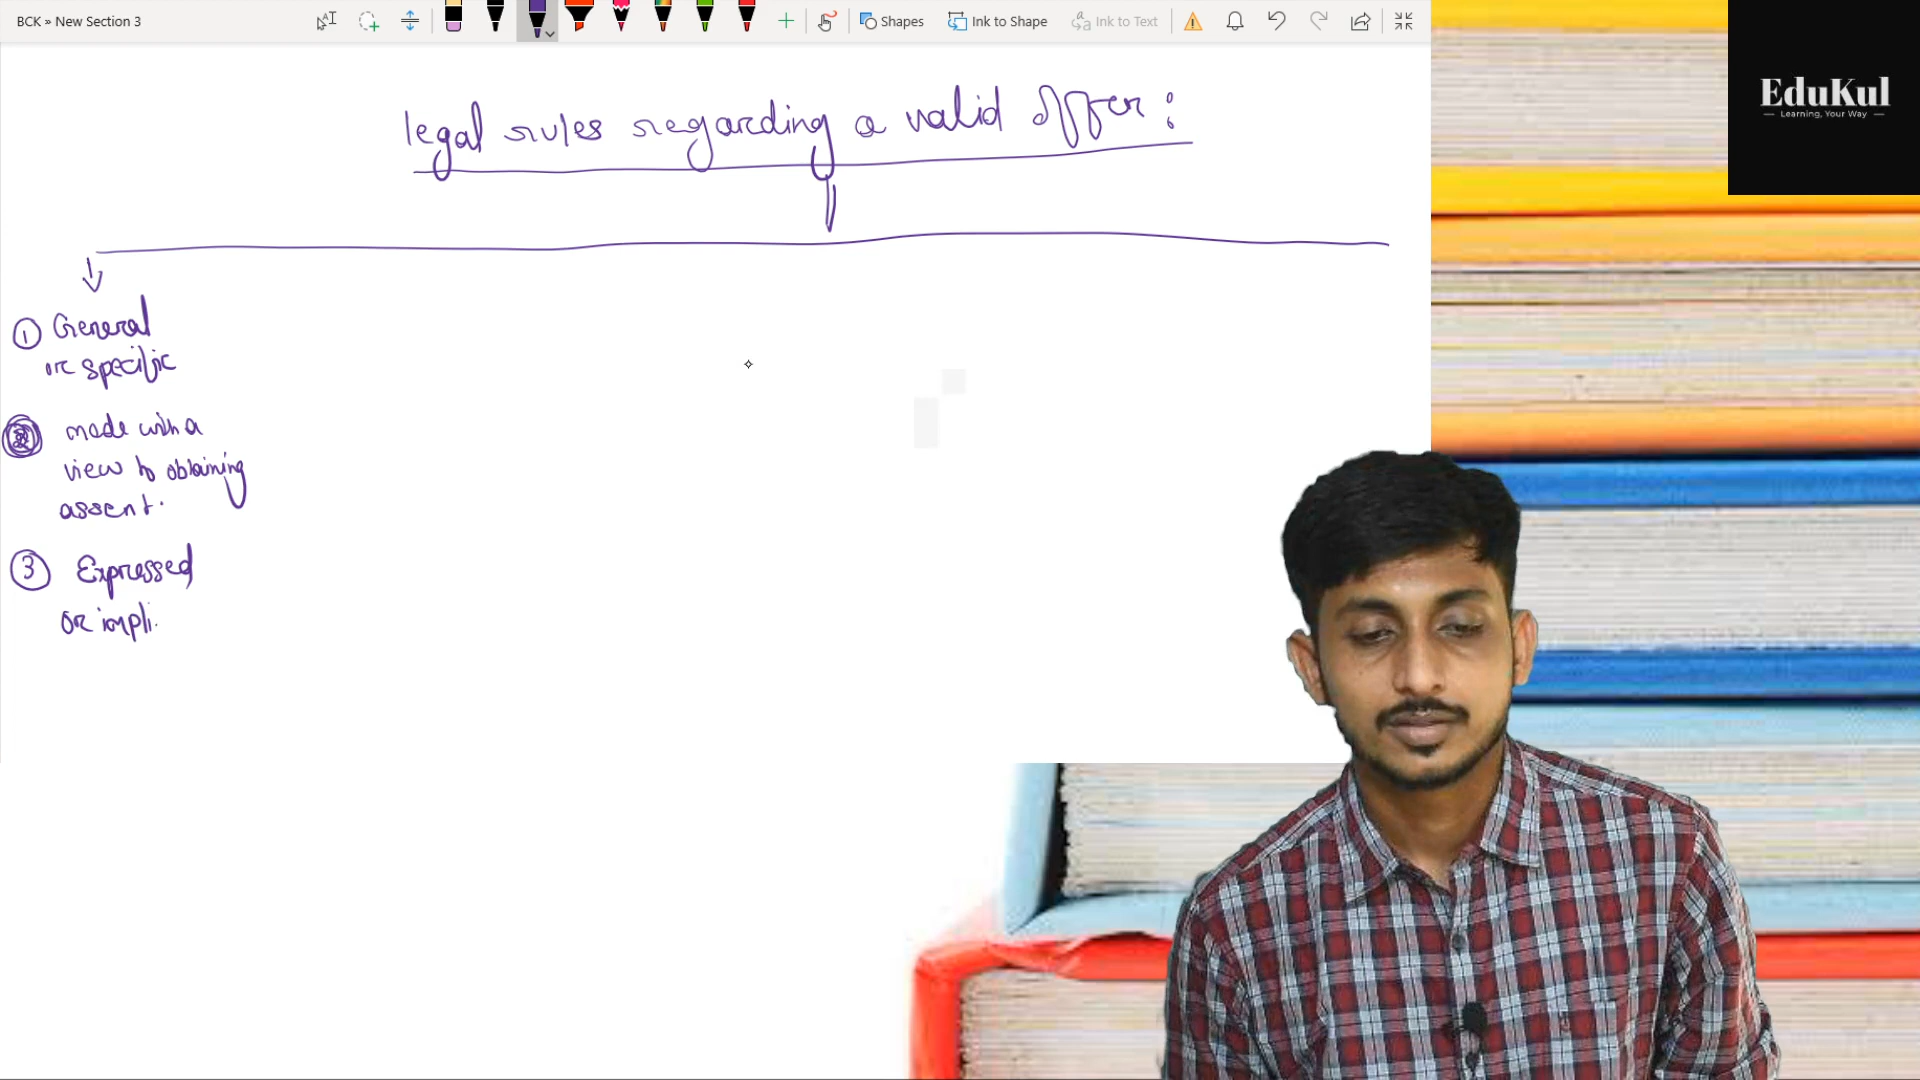 BCK » New Section 3
Shapes
Ink to Shape
Ink to Text
EduKul
Learning, Your Way
legal rules regarding a valid offer :
① General
or specific
② made with a
view to obtaining
assent.
③ Expressed
or impli.